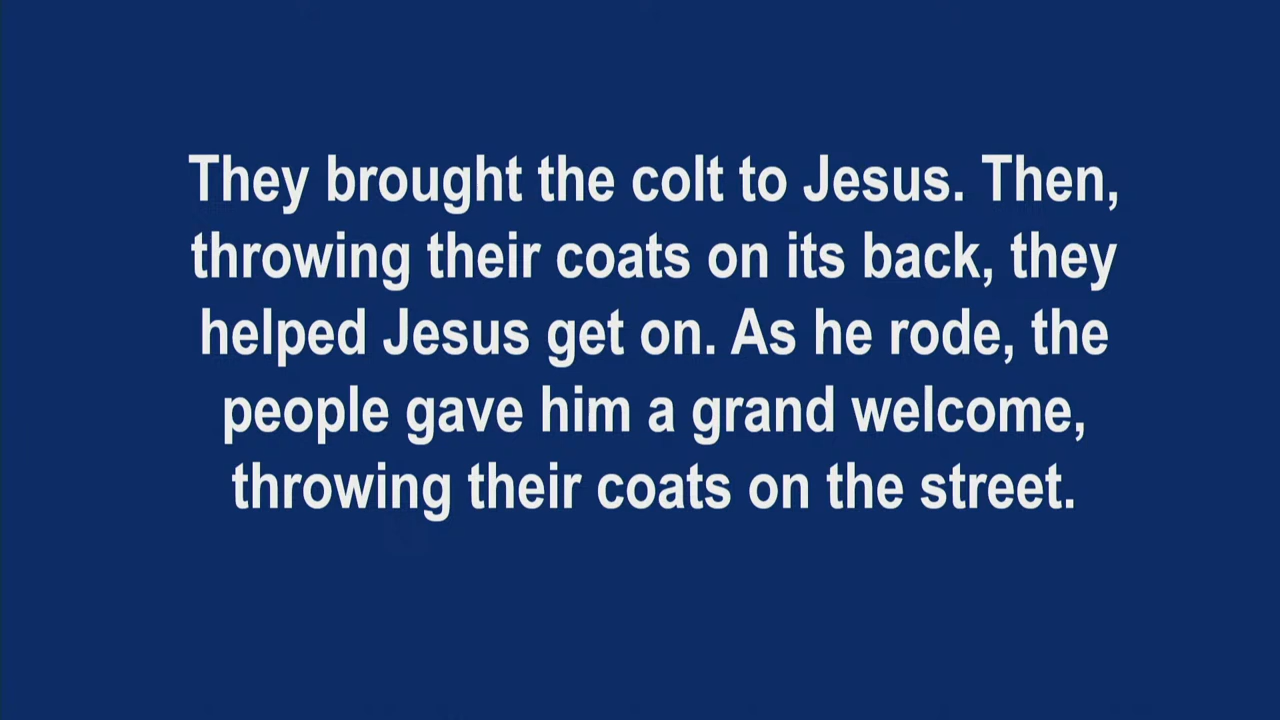 They brought the colt to Jesus. Then,
throwing their coats on its back, they
helped Jesus get on. As he rode, the
people gave him a grand welcome,
throwing their coats on the street.